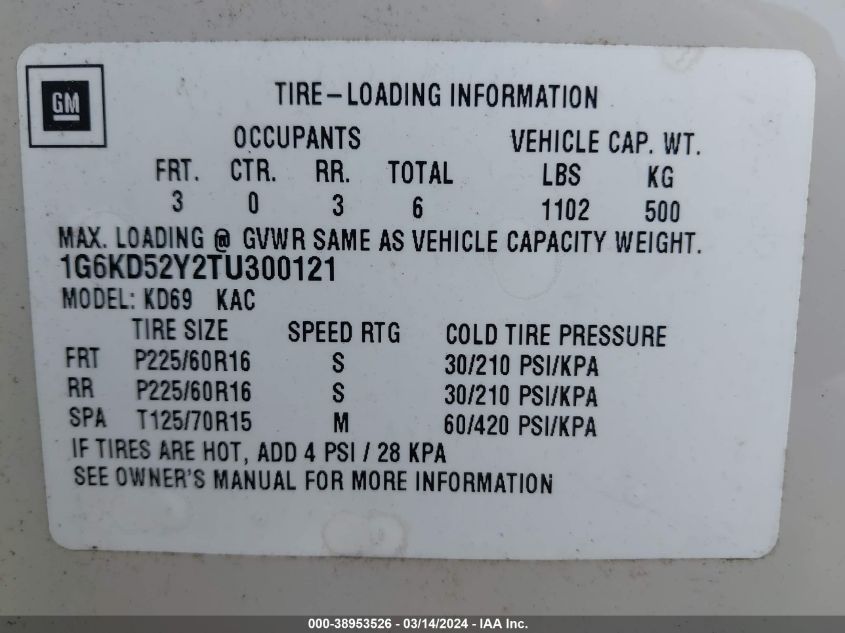 GM
TIRE-LOADING INFORMATION
OCCUPANTS VEHICLE CAP. WT.
FRT. CTR. RR. TOTAL LBS KG
3 0 3 6 1102 500
MAX. LOADING @ GVWR SAME AS VEHICLE CAPACITY WEIGHT.
1G6KD52Y2TU300121
MODEL: KD69 KAC
TIRE SIZE SPEED RTG COLD TIRE PRESSURE
FRT P225/60R16 S 30/210 PSI/KPA
RR P225/60R16 S 30/210 PSI/KPA
SPA T125/70R15 M 60/420 PSI/KPA
IF TIRES ARE HOT, ADD 4 PSI / 28 KPA
SEE OWNER'S MANUAL FOR MORE INFORMATION
000-38953526 - 03/14/2024 - IAA Inc.